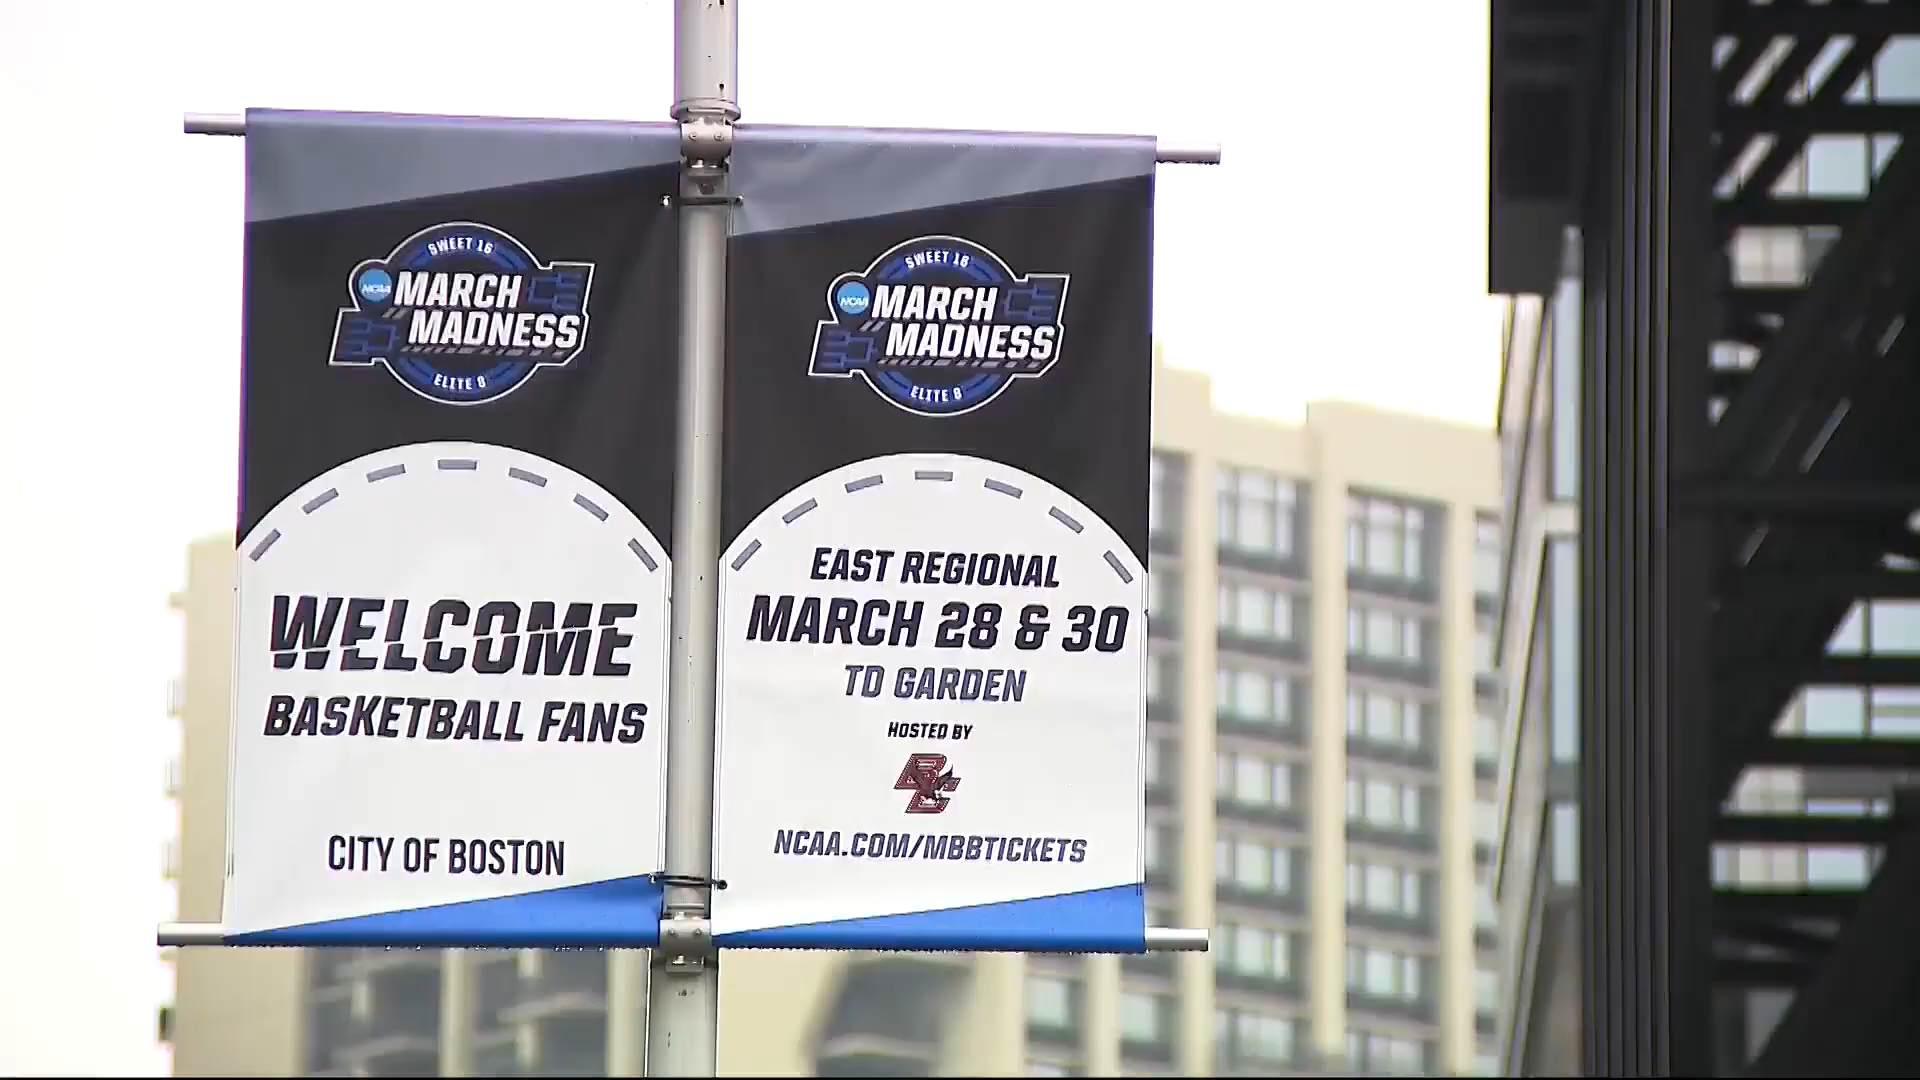 SWEET 16
NCAA
MARCH
MADNESS
ELITE 8
WELCOME
BASKETBALL FANS
CITY OF BOSTON
SWEET 16
NCAA
MARCH
MADNESS
ELITE 8
EAST REGIONAL
MARCH 28 & 30
TD GARDEN
HOSTED BY
BC
NCAA.COM/MBBTICKETS